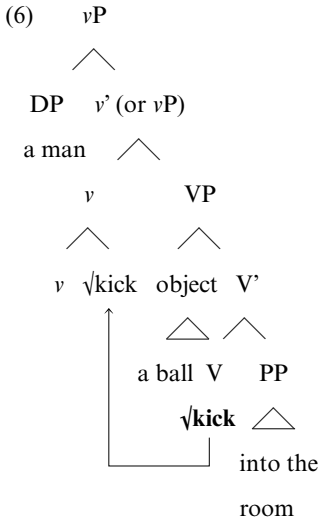 (6) vP
DP v’ (or vP)
a man
v VP
v √kick object V’
a ball V PP
√kick
into the
room